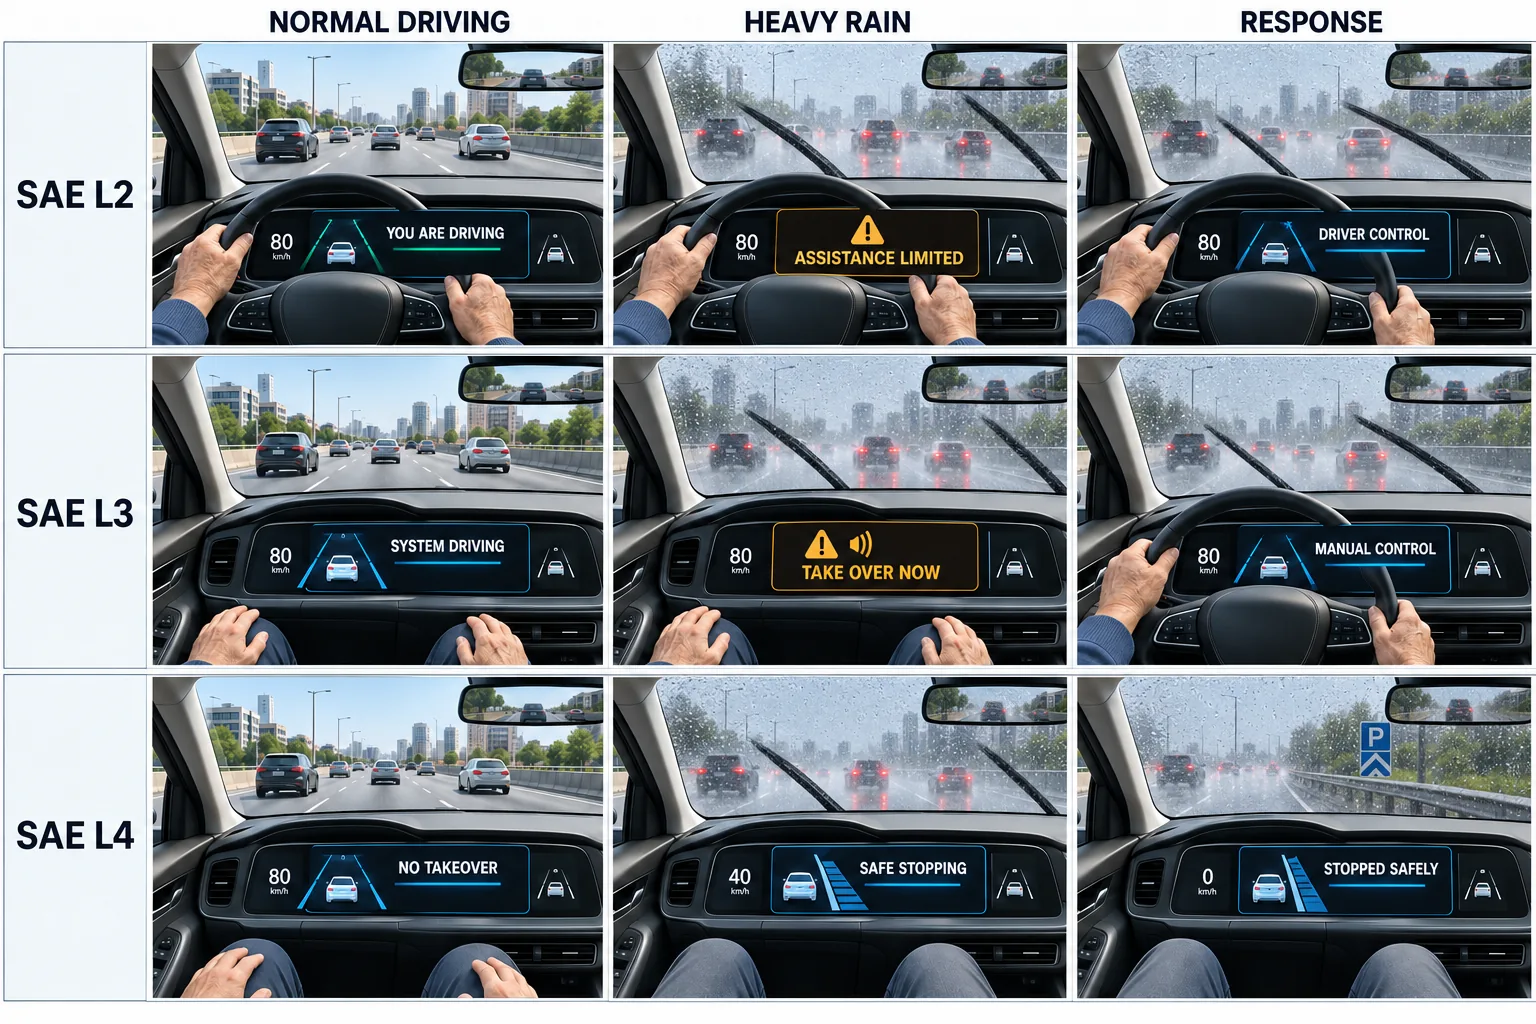 NORMAL DRIVING
HEAVY RAIN
RESPONSE
SAE L2
80
km/h
YOU ARE DRIVING
80
km/h
ASSISTANCE LIMITED
80
km/h
DRIVER CONTROL
SAE L3
80
km/h
SYSTEM DRIVING
80
km/h
TAKE OVER NOW
80
km/h
MANUAL CONTROL
SAE L4
80
km/h
NO TAKEOVER
40
km/h
SAFE STOPPING
P
0
km/h
STOPPED SAFELY